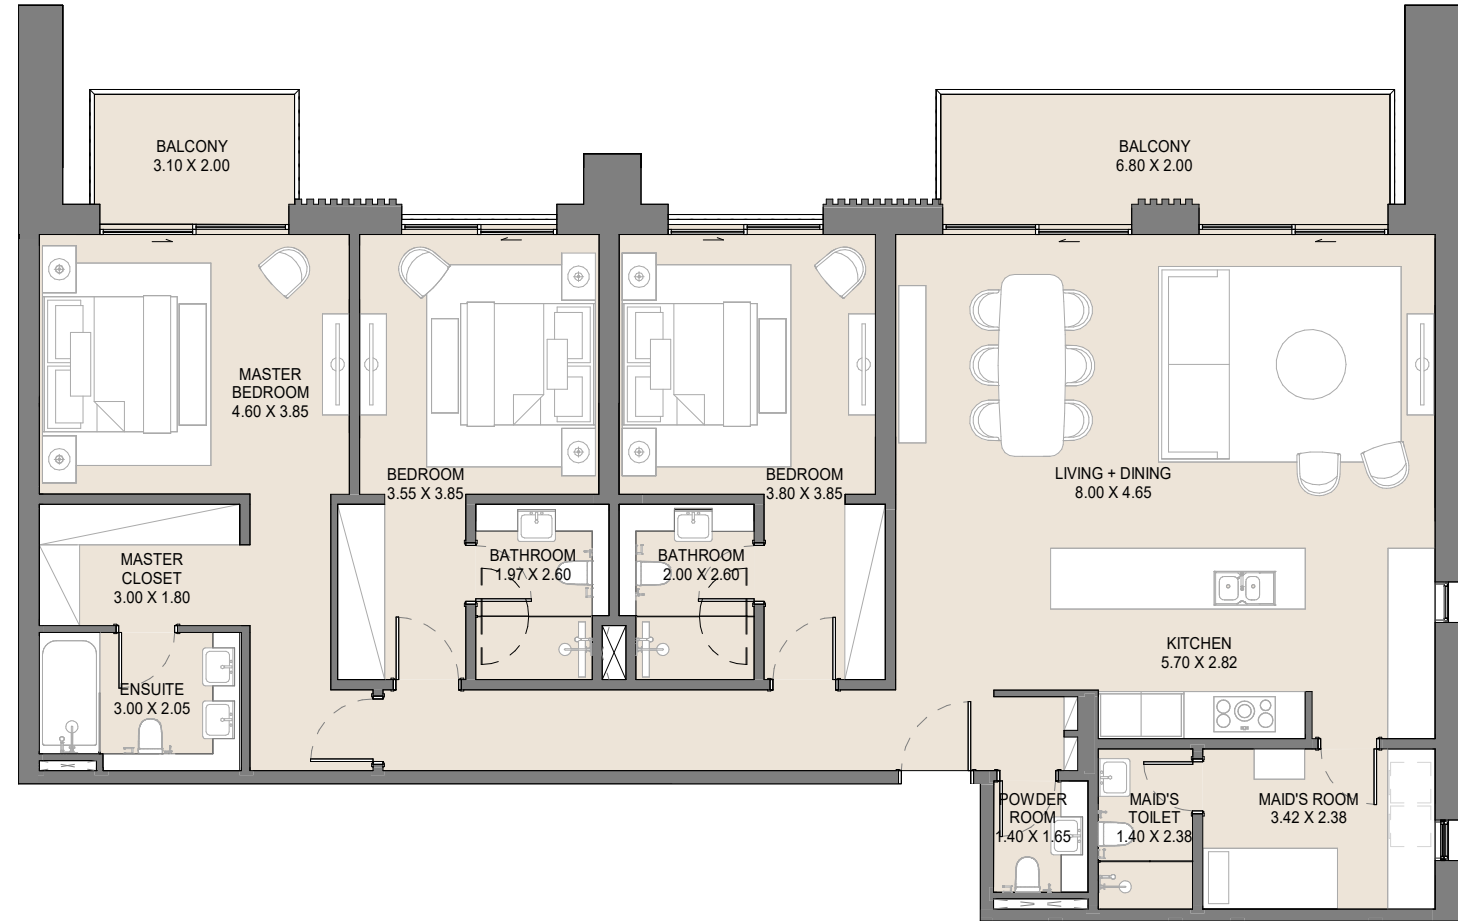 BALCONY
3.10 X 2.00
BALCONY
6.80 X 2.00
MASTER
BEDROOM
4.60 X 3.85
BEDROOM
3.55 X 3.85
BEDROOM
3.80 X 3.85
LIVING + DINING
8.00 X 4.65
MASTER
CLOSET
3.00 X 1.80
BATHROOM
1.97 X 2.60
BATHROOM
2.00 X 2.60
KITCHEN
5.70 X 2.82
ENSUITE
3.00 X 2.05
POWDER
ROOM
1.40 X 1.65
MAID'S
TOILET
1.40 X 2.38
MAID'S ROOM
3.42 X 2.38